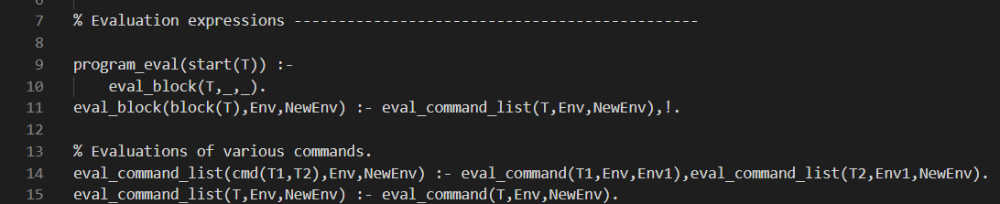 6
7 % Evaluation expressions ----------------------------------------------
8
9 program_eval(start(T)) :-
10 eval_block(T,_,_).
11 eval_block(block(T),Env,NewEnv) :- eval_command_list(T,Env,NewEnv),!.
12
13 % Evaluations of various commands.
14 eval_command_list(cmd(T1,T2),Env,NewEnv) :- eval_command(T1,Env,Env1),eval_command_list(T2,Env1,NewEnv).
15 eval_command_list(T,Env,NewEnv) :- eval_command(T,Env,NewEnv).